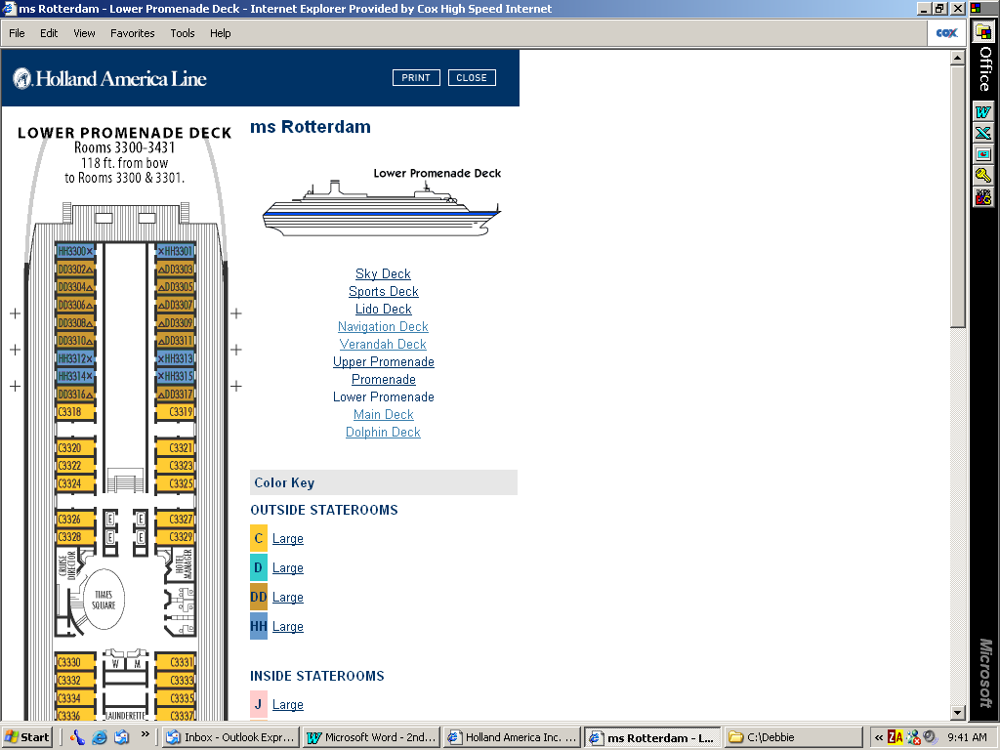 ms Rotterdam - Lower Promenade Deck - Internet Explorer Provided by Cox High Speed Internet
File Edit View Favorites Tools Help
COX
Office
Holland America Line
PRINT CLOSE
LOWER PROMENADE DECK
Rooms 3300-3431
118 ft. from bow
to Rooms 3300 & 3301.
ms Rotterdam
Lower Promenade Deck
HH3300× ×HH3301
DD3302△ △DD3303
DD3304△ △DD3305
DD3306△ △DD3307
DD3308△ △DD3309
DD3310△ △DD3311
HH3312× ×HH3313
HH3314× ×HH3315
DD3316△ △DD3317
C3318 C3319
C3320 C3321
C3322 C3323
C3324 C3325
C3326 E E C3327
C3328 E E C3329
CRUISE DIRECTOR
HOTEL MANAGER
TIMES
SQUARE
W M
C3330 C3331
C3332 C3333
C3334 C3335
C3336 LAUNDERETTE C3337
Sky Deck
Sports Deck
Lido Deck
Navigation Deck
Verandah Deck
Upper Promenade
Promenade
Lower Promenade
Main Deck
Dolphin Deck
Color Key
OUTSIDE STATEROOMS
C Large
D Large
DD Large
HH Large
INSIDE STATEROOMS
J Large
Microsoft
Start » Inbox - Outlook Expr... Microsoft Word - 2nd... Holland America Inc. ... ms Rotterdam - L... C:\Debbie « ZA 9:41 AM